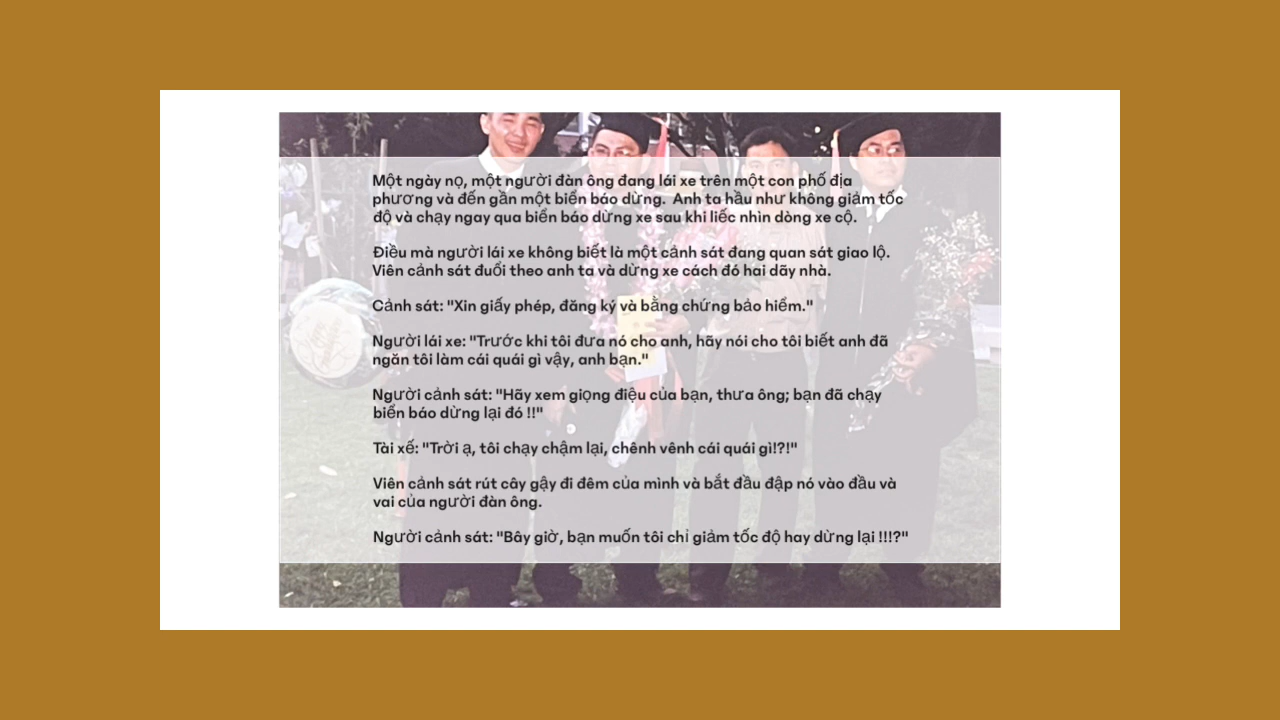 Một ngày nọ, một người đàn ông đang lái xe trên một con phố địa
phương và đến gần một biển báo dừng.  Anh ta hầu như không giảm tốc
độ và chạy ngay qua biển báo dừng xe sau khi liếc nhìn dòng xe cộ.
Điều mà người lái xe không biết là một cảnh sát đang quan sát giao lộ.
Viên cảnh sát đuổi theo anh ta và dừng xe cách đó hai dãy nhà.
Cảnh sát: "Xin giấy phép, đăng ký và bằng chứng bảo hiểm."
Người lái xe: "Trước khi tôi đưa nó cho anh, hãy nói cho tôi biết anh đã
ngăn tôi làm cái quái gì vậy, anh bạn."
Người cảnh sát: "Hãy xem giọng điệu của bạn, thưa ông; bạn đã chạy
biển báo dừng lại đó !!"
Tài xế: "Trời ạ, tôi chạy chậm lại, chênh vênh cái quái gì!?!"
Viên cảnh sát rút cây gậy đi đêm của mình và bắt đầu đập nó vào đầu và
vai của người đàn ông.
Người cảnh sát: "Bây giờ, bạn muốn tôi chỉ giảm tốc độ hay dừng lại !!!?"